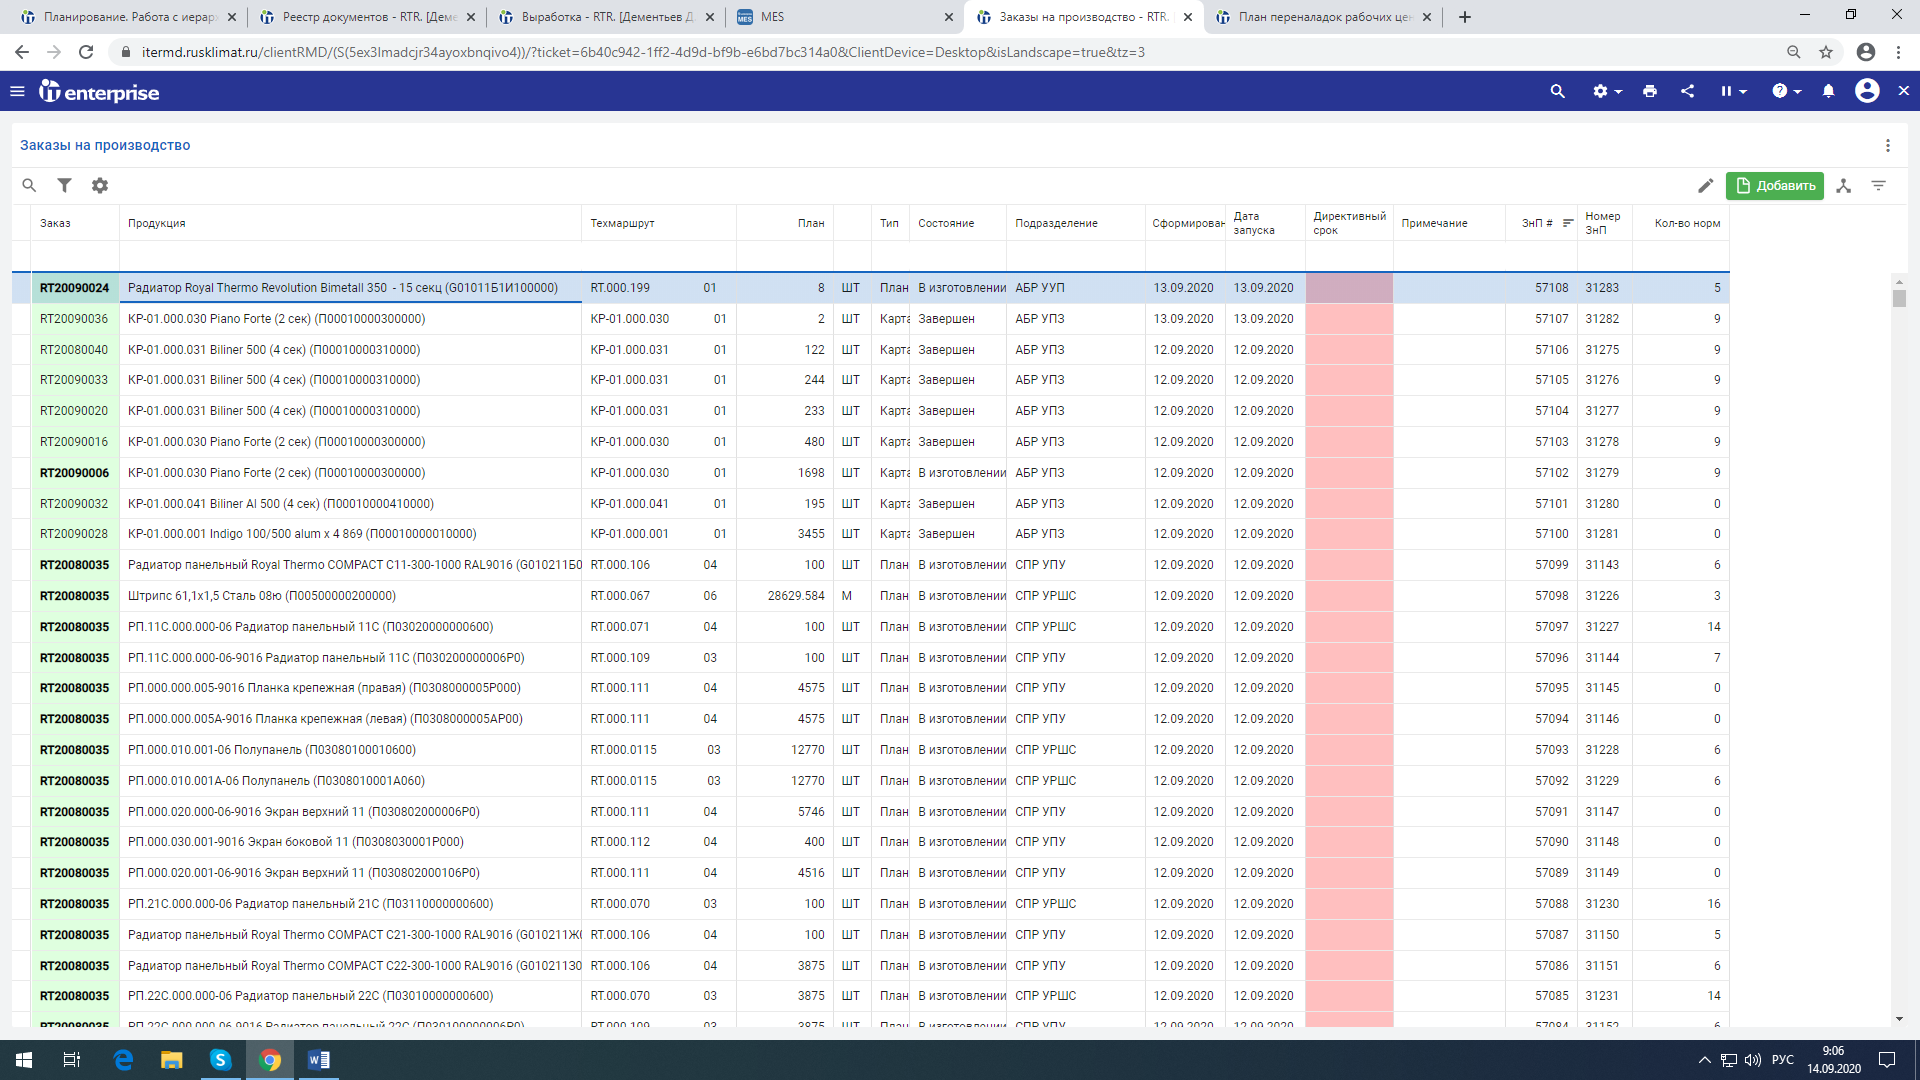 Планирование. Работа с иерар
Реестр документов - RTR. [Деме
Выработка - RTR. [Дементьев Д
MES
Заказы на производство - RTR.
План переналадок рабочих цен
itermd.rusklimat.ru/clientRMD/(S(5ex3lmadcjr34ayoxbnqivo4))/?ticket=6b40c942-1ff2-4d9d-bf9b-e6bd7bc314a0&ClientDevice=Desktop&isLandscape=true&tz=3
enterprise
Заказы на производство
Добавить
Заказ Продукция Техмаршрут План Тип Состояние Подразделение Сформирован Дата запуска Директивный срок Примечание ЗнП # Номер ЗнП Кол-во норм
RT20090024 Радиатор Royal Thermo Revolution Bimetall 350 - 15 секц (G01011Б1И100000) RT.000.199 01 8 ШТ План В изготовлении АБР УУП 13.09.2020 13.09.2020 57108 31283 5
RT20090036 КР-01.000.030 Piano Forte (2 сек) (П00010000300000) КР-01.000.030 01 2 ШТ Карта Завершен АБР УПЗ 13.09.2020 13.09.2020 57107 31282 9
RT20080040 КР-01.000.031 Biliner 500 (4 сек) (П00010000310000) КР-01.000.031 01 122 ШТ Карта Завершен АБР УПЗ 12.09.2020 12.09.2020 57106 31275 9
RT20090033 КР-01.000.031 Biliner 500 (4 сек) (П00010000310000) КР-01.000.031 01 244 ШТ Карта Завершен АБР УПЗ 12.09.2020 12.09.2020 57105 31276 9
RT20090020 КР-01.000.031 Biliner 500 (4 сек) (П00010000310000) КР-01.000.031 01 233 ШТ Карта Завершен АБР УПЗ 12.09.2020 12.09.2020 57104 31277 9
RT20090016 КР-01.000.030 Piano Forte (2 сек) (П00010000300000) КР-01.000.030 01 480 ШТ Карта Завершен АБР УПЗ 12.09.2020 12.09.2020 57103 31278 9
RT20090006 КР-01.000.030 Piano Forte (2 сек) (П00010000300000) КР-01.000.030 01 1698 ШТ Карта В изготовлении АБР УПЗ 12.09.2020 12.09.2020 57102 31279 9
RT20090032 КР-01.000.041 Biliner Al 500 (4 сек) (П00010000410000) КР-01.000.041 01 195 ШТ Карта Завершен АБР УПЗ 12.09.2020 12.09.2020 57101 31280 0
RT20090028 КР-01.000.001 Indigo 100/500 alum x 4 869 (П00010000010000) КР-01.000.001 01 3455 ШТ Карта Завершен АБР УПЗ 12.09.2020 12.09.2020 57100 31281 0
RT20080035 Радиатор панельный Royal Thermo COMPACT C11-300-1000 RAL9016 (G010211Б0 RT.000.106 04 100 ШТ План В изготовлении СПР УПУ 12.09.2020 12.09.2020 57099 31143 6
RT20080035 Штрипс 61,1х1,5 Сталь 08ю (П00500000200000) RT.000.067 06 28629.584 М План В изготовлении СПР УРШС 12.09.2020 12.09.2020 57098 31226 3
RT20080035 РП.11С.000.000-06 Радиатор панельный 11С (П03020000000600) RT.000.071 04 100 ШТ План В изготовлении СПР УРШС 12.09.2020 12.09.2020 57097 31227 14
RT20080035 РП.11С.000.000-06-9016 Радиатор панельный 11С (П030200000006Р0) RT.000.109 03 100 ШТ План В изготовлении СПР УПУ 12.09.2020 12.09.2020 57096 31144 7
RT20080035 РП.000.000.005-9016 Планка крепежная (правая) (П0308000005Р000) RT.000.111 04 4575 ШТ План В изготовлении СПР УПУ 12.09.2020 12.09.2020 57095 31145 0
RT20080035 РП.000.000.005А-9016 Планка крепежная (левая) (П0308000005АР00) RT.000.111 04 4575 ШТ План В изготовлении СПР УПУ 12.09.2020 12.09.2020 57094 31146 0
RT20080035 РП.000.010.001-06 Полупанель (П03080100010600) RT.000.0115 03 12770 ШТ План В изготовлении СПР УРШС 12.09.2020 12.09.2020 57093 31228 6
RT20080035 РП.000.010.001А-06 Полупанель (П0308010001А060) RT.000.0115 03 12770 ШТ План В изготовлении СПР УРШС 12.09.2020 12.09.2020 57092 31229 6
RT20080035 РП.000.020.000-06-9016 Экран верхний 11 (П030802000006Р0) RT.000.111 04 5746 ШТ План В изготовлении СПР УПУ 12.09.2020 12.09.2020 57091 31147 0
RT20080035 РП.000.030.001-9016 Экран боковой 11 (П0308030001Р000) RT.000.112 04 400 ШТ План В изготовлении СПР УПУ 12.09.2020 12.09.2020 57090 31148 0
RT20080035 РП.000.020.001-06-9016 Экран верхний 11 (П030802000106Р0) RT.000.111 04 4516 ШТ План В изготовлении СПР УПУ 12.09.2020 12.09.2020 57089 31149 0
RT20080035 РП.21С.000.000-06 Радиатор панельный 21С (П03110000000600) RT.000.070 03 100 ШТ План В изготовлении СПР УРШС 12.09.2020 12.09.2020 57088 31230 16
RT20080035 Радиатор панельный Royal Thermo COMPACT C21-300-1000 RAL9016 (G010211Ж0 RT.000.106 04 100 ШТ План В изготовлении СПР УПУ 12.09.2020 12.09.2020 57087 31150 5
RT20080035 Радиатор панельный Royal Thermo COMPACT C22-300-1000 RAL9016 (G01021130 RT.000.106 04 3875 ШТ План В изготовлении СПР УПУ 12.09.2020 12.09.2020 57086 31151 6
RT20080035 РП.22С.000.000-06 Радиатор панельный 22С (П03010000000600) RT.000.070 03 3875 ШТ План В изготовлении СПР УРШС 12.09.2020 12.09.2020 57085 31231 14
RT20080035 РП.22С.000.000-06-9016 Радиатор панельный 22С (П030100000006Р0) RT.000.109 03 3875 ШТ План В изготовлении СПР УПУ 12.09.2020 12.09.2020 57084 31152 6
РУС
9:06
14.09.2020